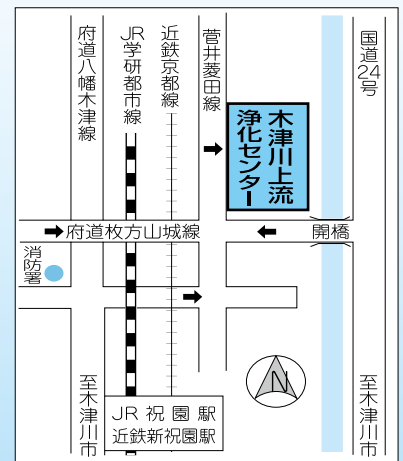 府道八幡木津線
JR学研都市線
近鉄京都線
菅井菱田線
国道24号
木津川上流
浄化センター
府道枚方山城線
開橋
消防署
N
至木津川市
至木津川市
JR 祝園駅
近鉄新祝園駅